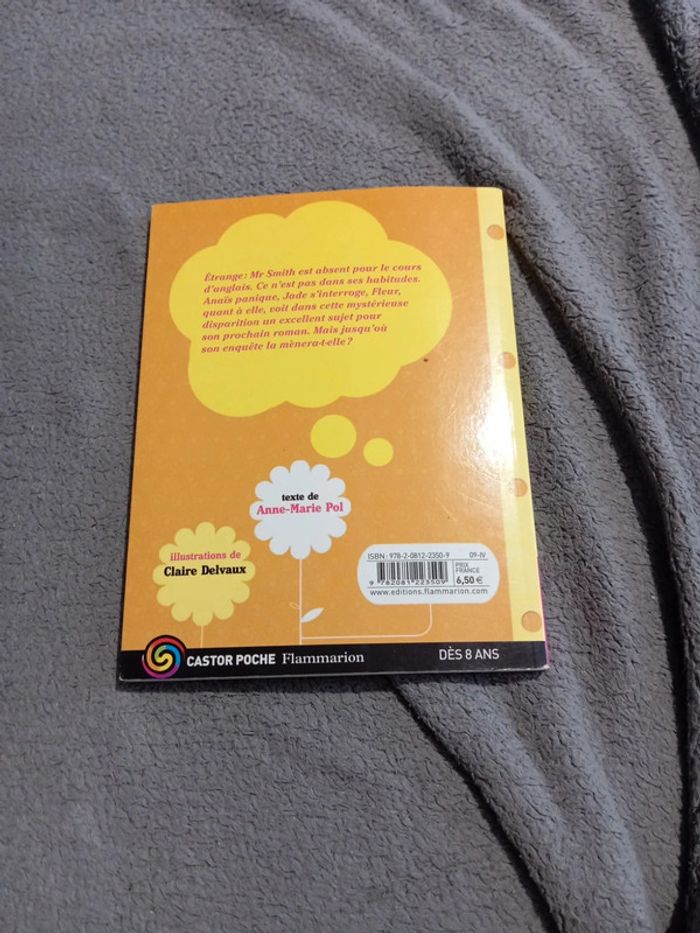 Étrange : Mr Smith est absent pour le cours
d'anglais. Ce n'est pas dans ses habitudes.
Anaïs panique, Jade s'interroge, Fleur,
quant à elle, voit dans cette mystérieuse
disparition un excellent sujet pour
son prochain roman. Mais jusqu'où
son enquête la mènera-t-elle ?
texte de
Anne-Marie Pol
illustrations de
Claire Delvaux
ISBN : 978-2-0812-2350-9 09-IV
9 782081 223509
PRIX
FRANCE
6,50 €
www.editions.flammarion.com
CASTOR POCHE Flammarion
DÈS 8 ANS